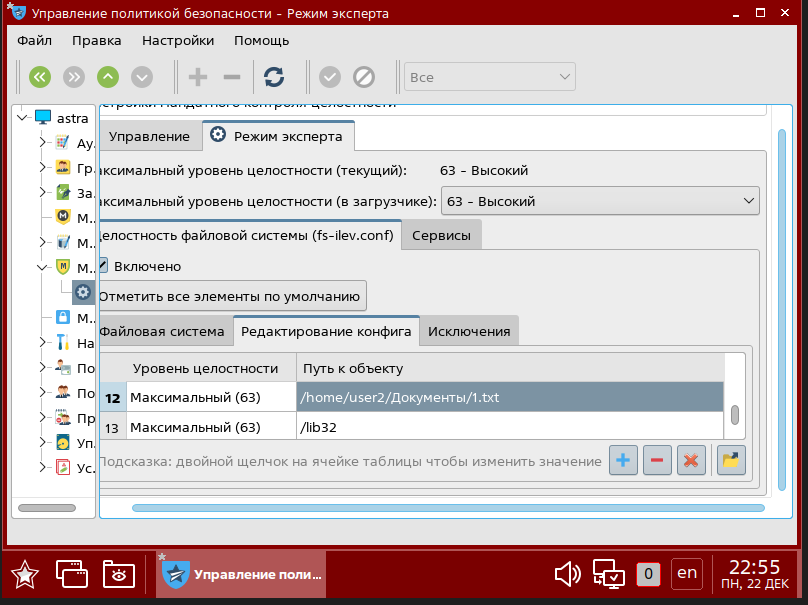 Управление политикой безопасности – Режим эксперта
Файл Правка Настройки Помощь
Все
astra
Ау.
Гр.
За.
М..
М..
М..
М..
На
По
По
Пр
Уп.
Ус.
Управление Режим эксперта
аксимальный уровень целостности (текущий): 63 – Высокий
аксимальный уровень целостности (в загрузчике): 63 – Высокий
Целостность файловой системы (fs-ilev.conf) Сервисы
Включено
Отметить все элементы по умолчанию
Файловая система Редактирование конфига Исключения
Уровень целостности Путь к объекту
12 Максимальный (63) /home/user2/Документы/1.txt
13 Максимальный (63) /lib32
Подсказка: двойной щелчок на ячейке таблицы чтобы изменить значение
Управление поли... 0 en 22:55
ПН, 22 ДЕК